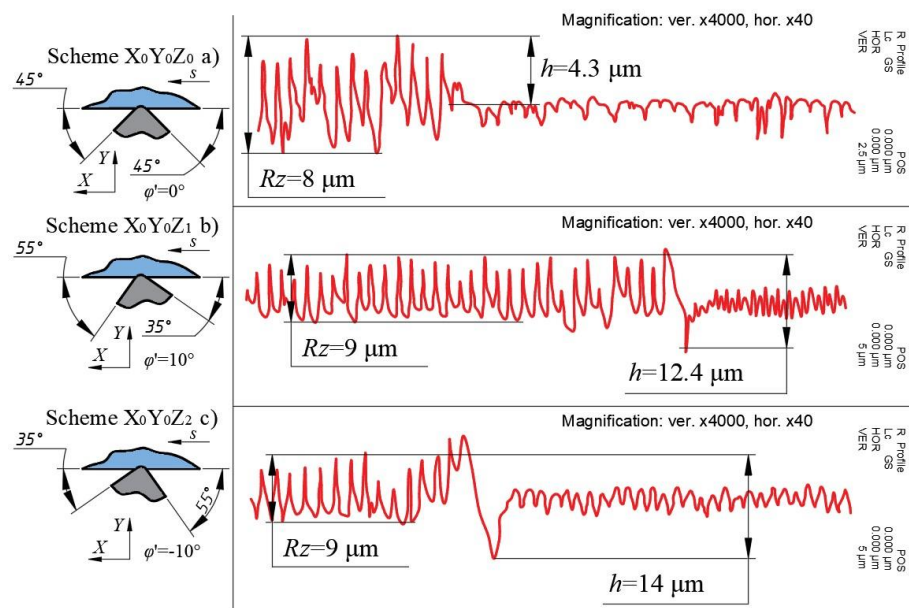 Scheme X₀Y₀Z₀ a)
s
45°
45°
Y
X
φ'=0°
Magnification: ver. x4000, hor. x40
h=4.3 μm
Rz=8 μm
R Profile
Lc GS
HOR
VER
POS
0.000 μm
0.000 μm
2.5 μm
Scheme X₀Y₀Z₁ b)
s
55°
35°
Y
X
φ'=10°
Magnification: ver. x4000, hor. x40
Rz=9 μm
h=12.4 μm
R Profile
Lc GS
HOR
VER
POS
0.000 μm
0.000 μm
5 μm
Scheme X₀Y₀Z₂ c)
s
35°
55°
Y
X
φ'=-10°
Magnification: ver. x4000, hor. x40
Rz=9 μm
h=14 μm
R Profile
Lc GS
HOR
VER
POS
0.000 μm
0.000 μm
5 μm